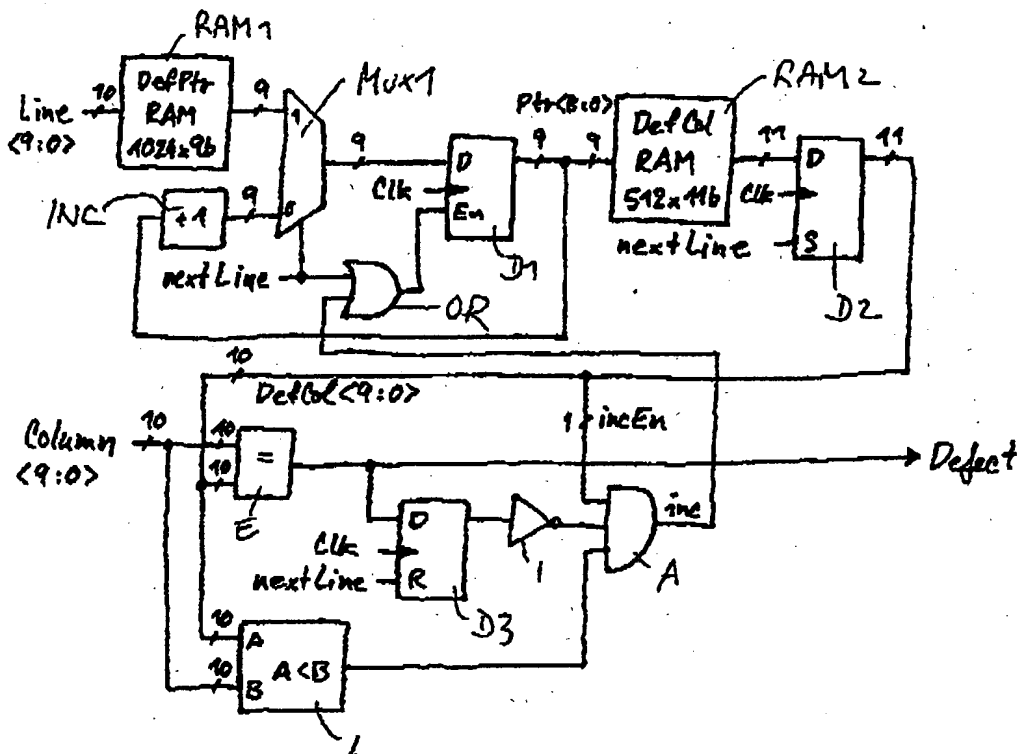 RAM1
Line
<9:0>
10
DefPtr
RAM
1024x9b
9
1
Mux1
9
D
Clk
En
D1
9
Ptr<8:0>
9
RAM2
DefCol
RAM
512x11b
11
D
Clk
nextLine
S
D2
11
INC
+1
9
0
nextLine
OR
10
DefCol<9:0>
1
incEn
Column
<9:0>
10
10
10
=
E
Defect
D
Clk
nextLine
R
D3
1
inc
A
10
A
10
B
A<B